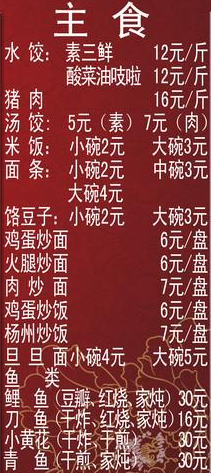 主 食
水 饺: 素三鲜 12元/斤
酸菜油吱啦 12元/斤
猪 肉 16元/斤
汤 饺: 5元（素）7元（肉）
米 饭: 小碗2元 大碗3元
面 条: 小碗2元 中碗3元
大碗4元
饹豆子: 小碗2元 大碗3元
鸡蛋炒面 6元/盘
火腿炒面 6元/盘
肉 炒 面 7元/盘
鸡蛋炒饭 6元/盘
杨州炒饭 7元/盘
旦 旦 面小碗4元 大碗5元
鱼 类
鲤 鱼（豆瓣、红烧、家炖）30元
刀 鱼（干炸、红烧、家炖）16元
小黄花（干炸、干煎） 30元
青 鱼（干煎、家炖） 30元